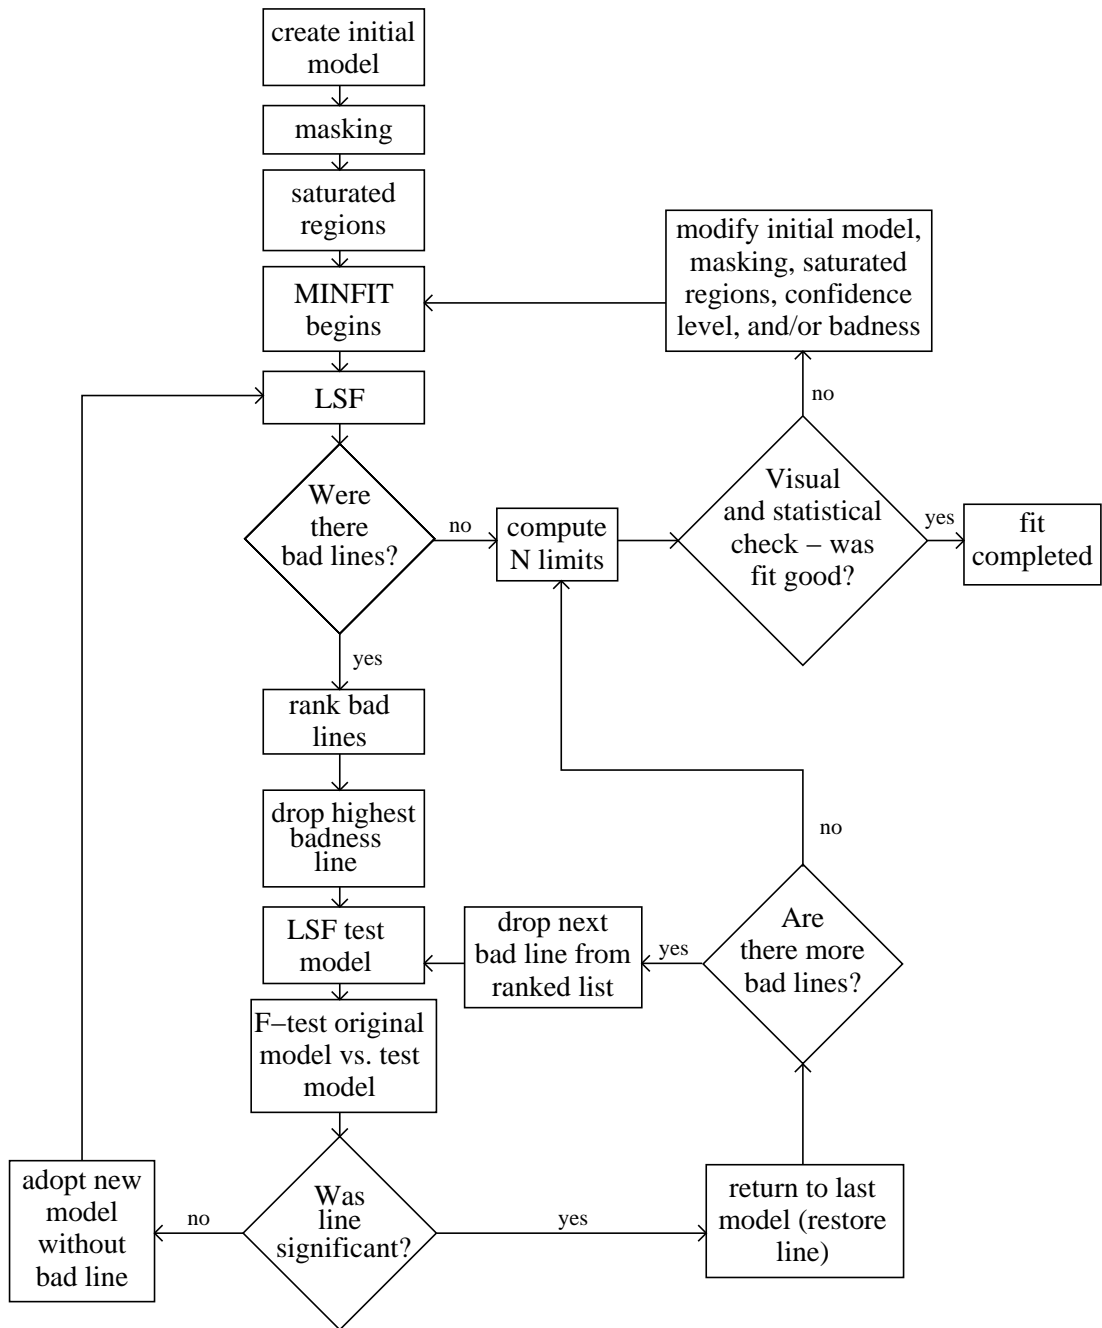 create initial
model
masking
saturated
regions
MINFIT
begins
LSF
modify initial model,
masking, saturated
regions, confidence
level, and/or badness
no
Were
there
bad lines?
no
compute
N limits
Visual
and statistical
check – was
fit good?
yes
fit
completed
yes
rank bad
lines
drop highest
badness
line
no
LSF test
model
drop next
bad line from
ranked list
yes
Are
there more
bad lines?
F–test original
model vs. test
model
adopt new
model
without
bad line
no
Was
line
significant?
yes
return to last
model (restore
line)